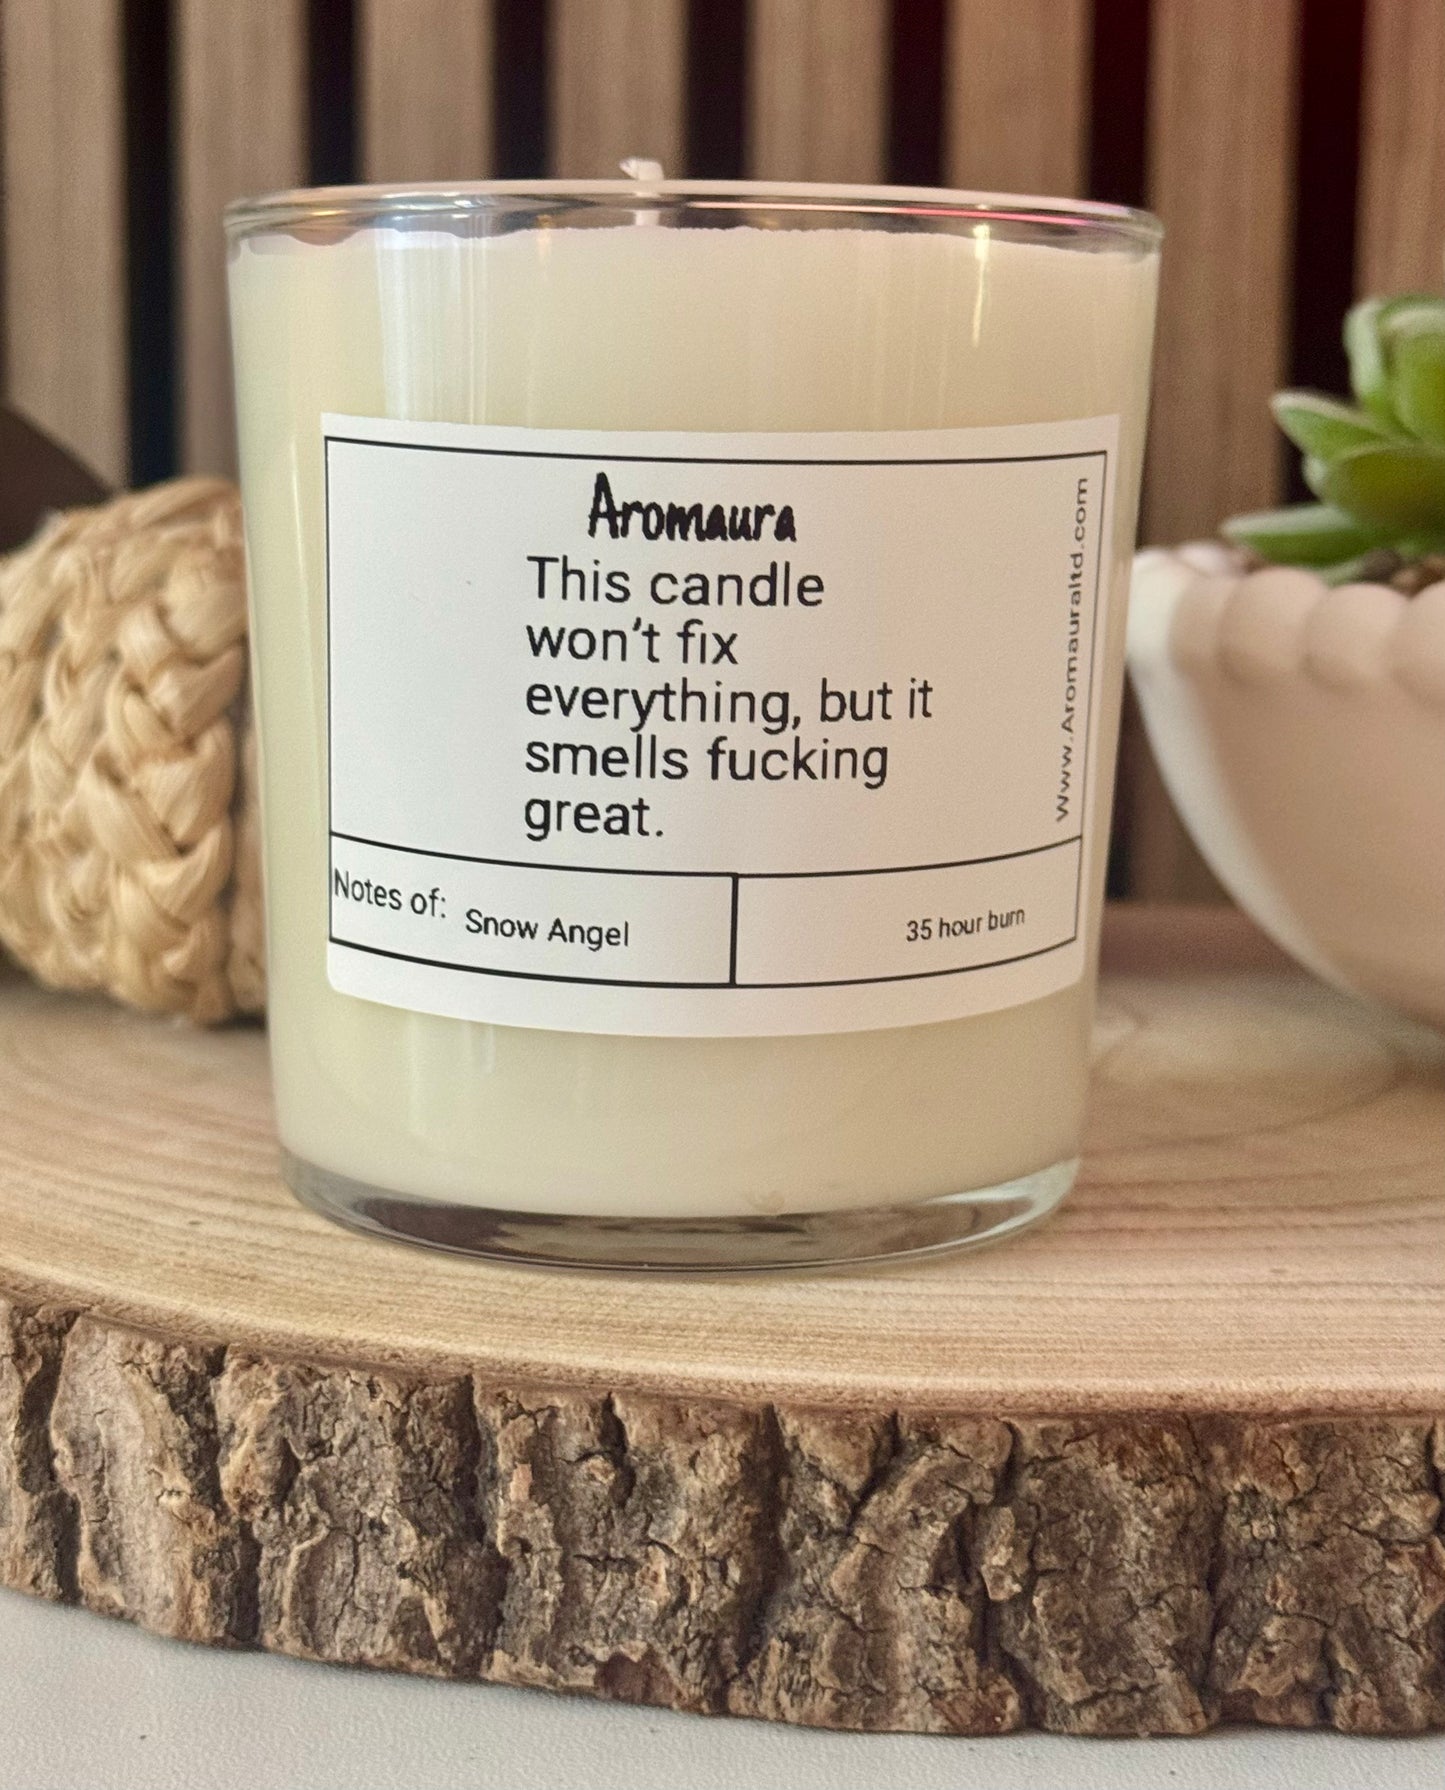 Aromaura
This candle
won't fix
everything, but it
smells fucking
great.
Www.Aromauraltd.com
Notes of: Snow Angel
35 hour burn